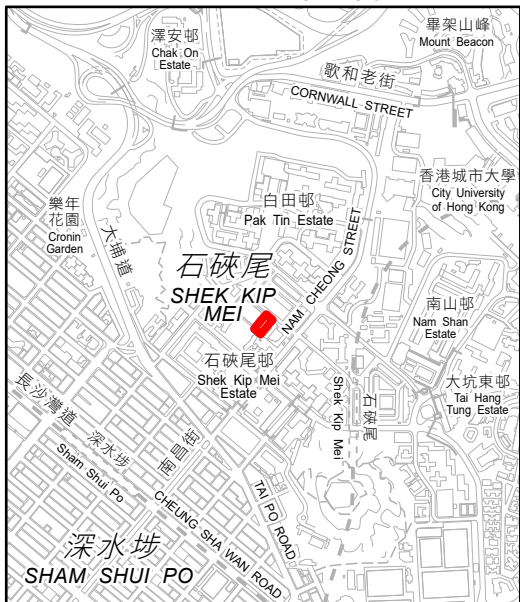 澤安邨
Chak On
Estate
畢架山峰
Mount Beacon
歌和老街
CORNWALL STREET
香港城市大學
City University
of Hong Kong
樂年
花園
Cronin
Garden
大埔道
白田邨
Pak Tin Estate
石硤尾
SHEK KIP
MEI
NAM CHEONG STREET
南山邨
Nam Shan
Estate
石硤尾邨
Shek Kip Mei
Estate
大坑東邨
Tai Hang
Tung Estate
石硤尾
Shek Kip Mei
長沙灣道
深水埗
Sham Shui Po
南昌街
CHEUNG SHA WAN ROAD
TAI PO ROAD
深水埗
SHAM SHUI PO